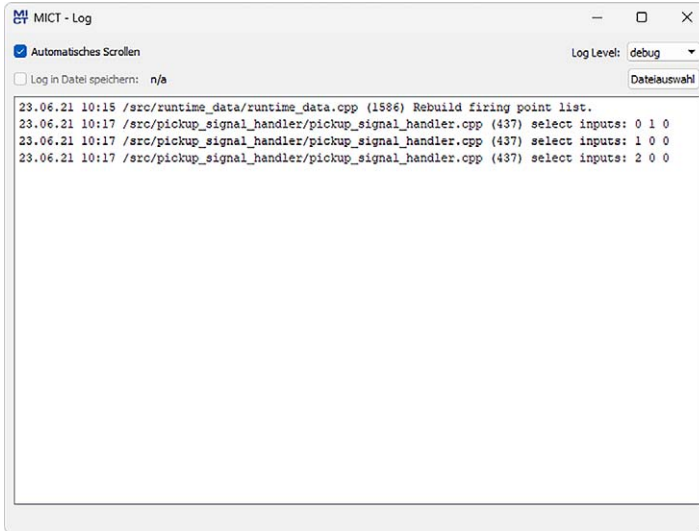 MICT MICT - Log
Automatisches Scrollen Log Level: debug
Log in Datei speichern: n/a Dateiauswahl
23.06.21 10:15 /src/runtime_data/runtime_data.cpp (1586) Rebuild firing point list.
23.06.21 10:17 /src/pickup_signal_handler/pickup_signal_handler.cpp (437) select inputs: 0 1 0
23.06.21 10:17 /src/pickup_signal_handler/pickup_signal_handler.cpp (437) select inputs: 1 0 0
23.06.21 10:17 /src/pickup_signal_handler/pickup_signal_handler.cpp (437) select inputs: 2 0 0